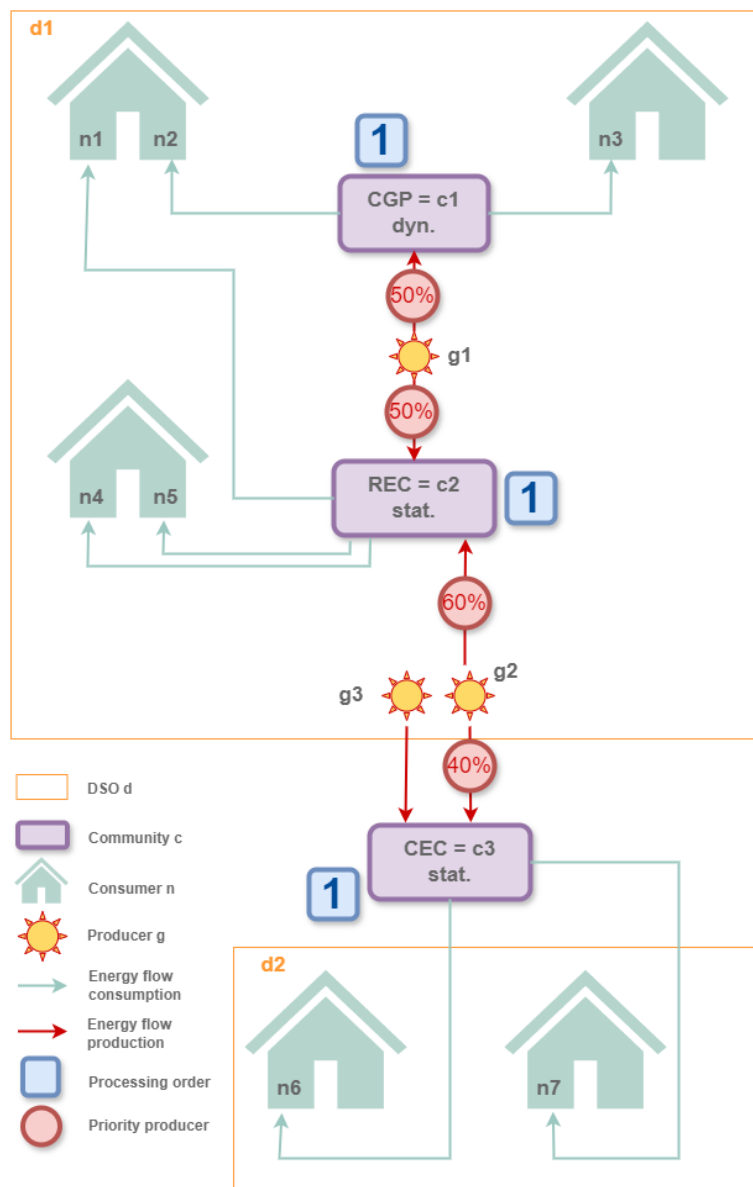 d1
n1
n2
n3
1
CGP = c1
dyn.
50%
g1
50%
n4
n5
REC = c2
stat.
1
60%
g3
g2
40%
DSO d
Community c
Consumer n
Producer g
Energy flow
consumption
Energy flow
production
Processing order
Priority producer
CEC = c3
stat.
1
d2
n6
n7